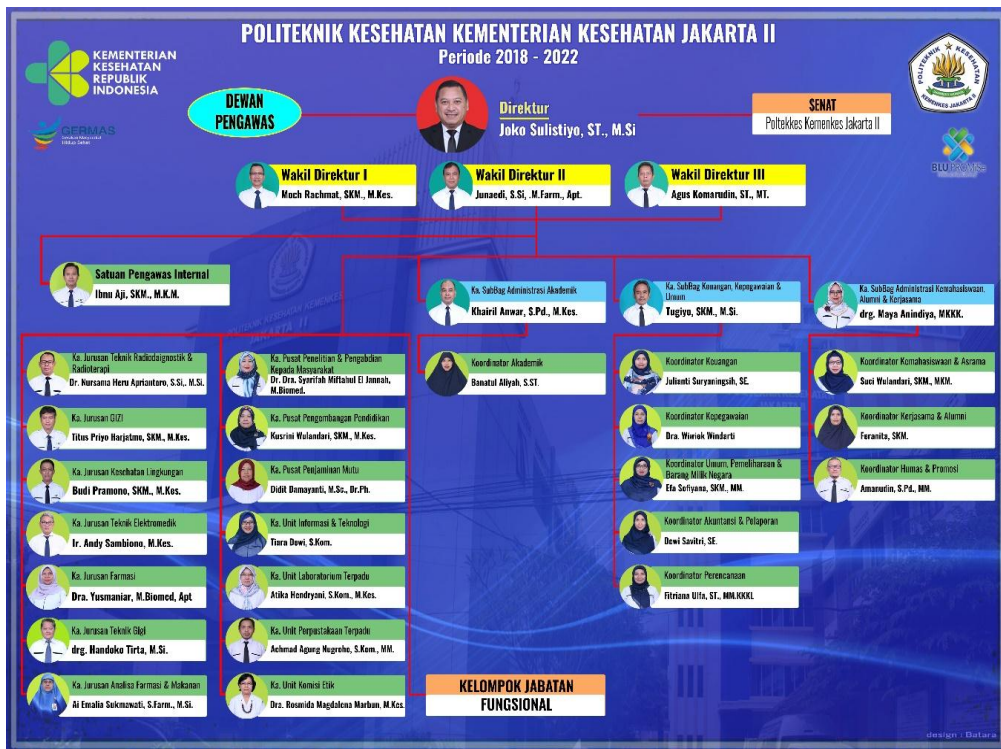 POLITEKNIK KESEHATAN KEMENTERIAN KESEHATAN JAKARTA II
Periode 2018 - 2022
KEMENTERIAN
KESEHATAN
REPUBLIK
INDONESIA
GERMAS
POLITEKNIK KESEHATAN
KEMENKES JAKARTA II
BLU
DEWAN
PENGAWAS
Direktur
Joko Sulistiyo, ST., M.Si
SENAT
Poltekkes Kemenkes Jakarta II
Wakil Direktur I
Moch Rachmat, SKM., M.Kes.
Wakil Direktur II
Junaedi, S.Si, .M.Farm., Apt.
Wakil Direktur III
Agus Komarudin, ST., MT.
Satuan Pengawas Internal
Ibnu Aji, SKM., M.K.M.
Ka. SubBag Administrasi Akademik
Khairil Anwar, S.Pd., M.Kes.
Ka. SubBag Keuangan, Kepegawaian &
Umum
Tugiyo, SKM., M.Si.
Ka. SubBag Administrasi Kemahasiswaan,
Alumni & Kerjasama
drg. Maya Anindiya, MKKK.
Ka. Jurusan Teknik Radiodaignostik &
Radioterapi
Dr. Nursama Heru Apriantoro, S.Si,. M.Si.
Ka. Jurusan GIZI
Titus Priyo Harjatmo, SKM., M.Kes.
Ka. Jurusan Kesehatan Lingkungan
Budi Pramono, SKM., M.Kes.
Ka. Jurusan Teknik Elektromedik
Ir. Andy Sambiono, M.Kes.
Ka. Jurusan Farmasi
Dra. Yusmaniar, M.Biomed, Apt
Ka. Jurusan Teknik Gigi
drg. Handoko Tirta, M.Si.
Ka. Jurusan Analisa Farmasi & Makanan
Ai Emalia Sukmawati, S.Farm., M.Si.
Ka. Pusat Penelitian & Pengabdian
Kepada Masyarakat
Dr. Dra. Syarifah Miftahul El Jannah,
M.Biomed.
Ka. Pusat Pengembangan Pendidikan
Kusrini Wulandari, SKM., M.Kes.
Ka. Pusat Penjaminan Mutu
Didit Damayanti, M.Sc., Dr.Ph.
Ka. Unit Informasi & Teknologi
Tiara Dewi, S.Kom.
Ka. Unit Laboratorium Terpadu
Atika Hendryani, S.Kom., M.Kes.
Ka. Unit Perpustakaan Terpadu
Achmad Agung Nugroho, S.Kom., MM.
Ka. Unit Komisi Etik
Dra. Rosmida Magdalena Marbun, M.Kes.
Koordinator Akademik
Banatul Aliyah, S.ST.
Koordinator Keuangan
Julianti Suryaningsih, SE.
Koordinator Kepegawaian
Dra. Wiwiek Windarti
Koordinator Umum, Pemeliharaan &
Barang Milik Negara
Efa Sofiyana, SKM., MM.
Koordinator Akuntansi & Pelaporan
Dewi Savitri, SE.
Koordinator Perencanaan
Fitriana Ulfa, ST., MM.KKKL
Koordinator Kemahasiswaan & Asrama
Suci Wulandari, SKM., MKM.
Koordinator Kerjasama & Alumni
Feranita, SKM.
Koordinator Humas & Promosi
Amanudin, S.Pd., MM.
KELOMPOK JABATAN
FUNGSIONAL
design : Batara